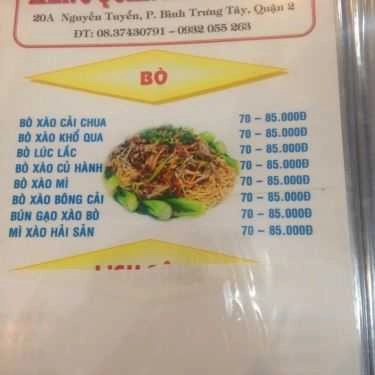 20A Nguyễn Tuyển, P. Bình Trưng Tây, Quận 2
ĐT: 08.37430791 - 0932 055 263
BÒ
BÒ XÀO CẢI CHUA 70 – 85.000Đ
BÒ XÀO KHỔ QUA 70 – 85.000Đ
BÒ LÚC LẮC 70 – 85.000Đ
BÒ XÀO CỦ HÀNH 70 – 85.000Đ
BÒ XÀO MÌ 70 – 85.000Đ
BÒ XÀO BÔNG CẢI 70 – 85.000Đ
BÚN GẠO XÀO BÒ 70 – 85.000Đ
MÌ XÀO HẢI SẢN 70 – 85.000Đ